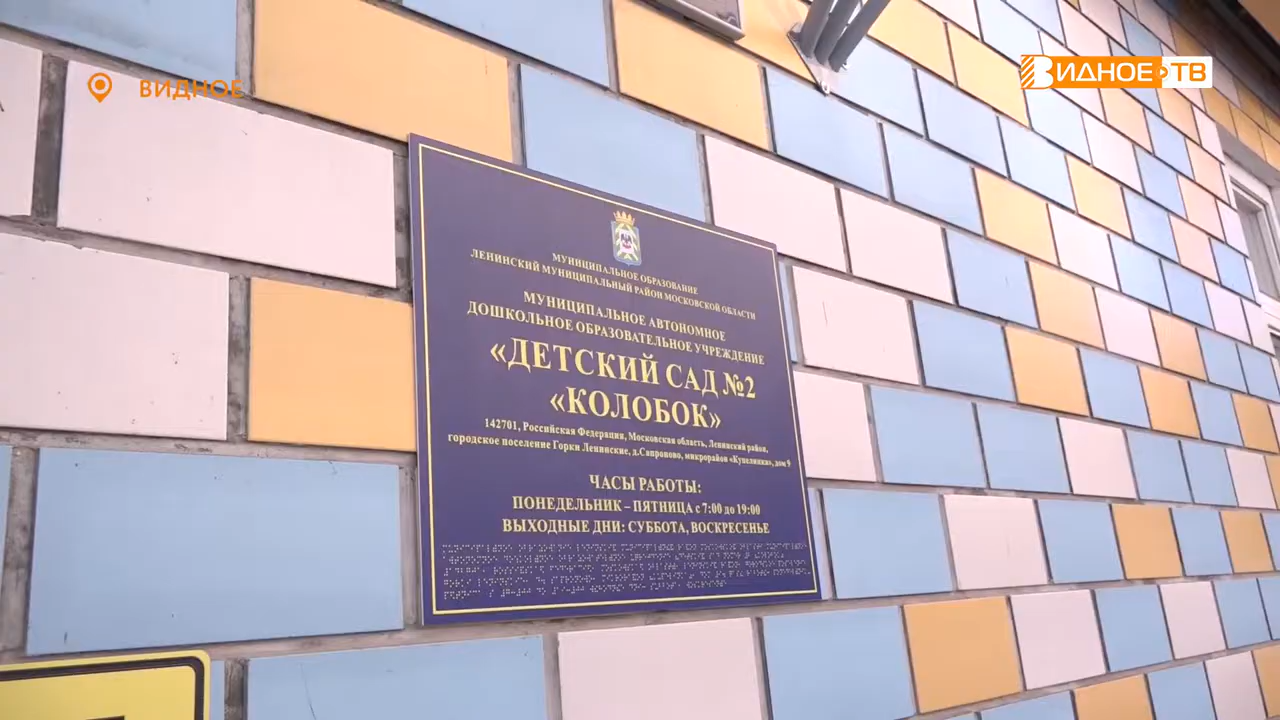 ВИДНОЕ
ВИДНОЕ ТВ
МУНИЦИПАЛЬНОЕ ОБРАЗОВАНИЕ
ЛЕНИНСКИЙ МУНИЦИПАЛЬНЫЙ РАЙОН МОСКОВСКОЙ ОБЛАСТИ
МУНИЦИПАЛЬНОЕ АВТОНОМНОЕ
ДОШКОЛЬНОЕ ОБРАЗОВАТЕЛЬНОЕ УЧРЕЖДЕНИЕ
«ДЕТСКИЙ САД №2
«КОЛОБОК»
142701, Российская Федерация, Московская область, Ленинский район,
городское поселение Горки Ленинские, д.Сапроново, микрорайон «Купелинка», дом 9
ЧАСЫ РАБОТЫ:
ПОНЕДЕЛЬНИК – ПЯТНИЦА с 7:00 до 19:00
ВЫХОДНЫЕ ДНИ: СУББОТА, ВОСКРЕСЕНЬЕ